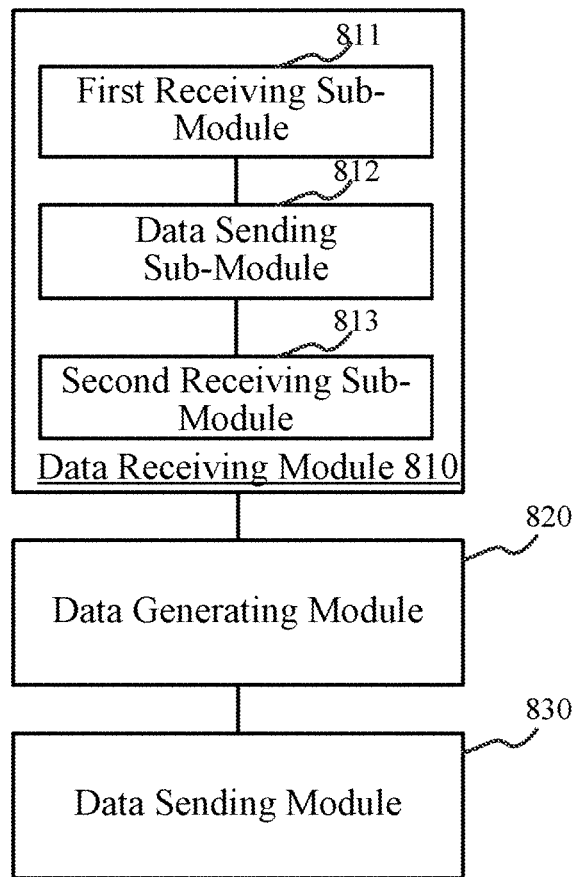 811
First Receiving Sub-
Module
812
Data Sending
Sub-Module
813
Second Receiving Sub-
Module
Data Receiving Module 810
820
Data Generating Module
830
Data Sending Module